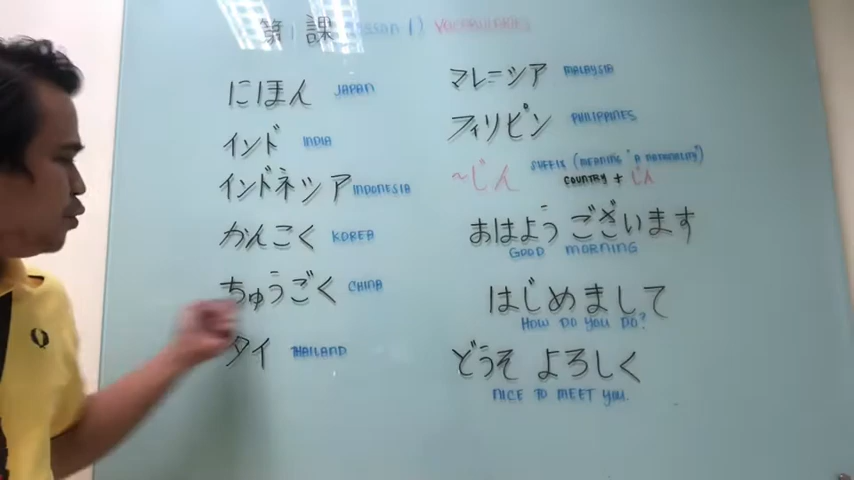 第1課 (Lesson 1) VOCABULARIES
にほん JAPAN
インド INDIA
インドネシア INDONESIA
かんこく KOREA
ちゅうごく CHINA
タイ THAILAND
マレーシア MALAYSIA
フィリピン PHILIPPINES
~じん SUFFIX (MEANING "A NATIONALITY)
COUNTRY + じん
おはよう ございます
GOOD MORNING
はじめまして
HOW DO YOU DO?
どうぞ よろしく
NICE TO MEET YOU.